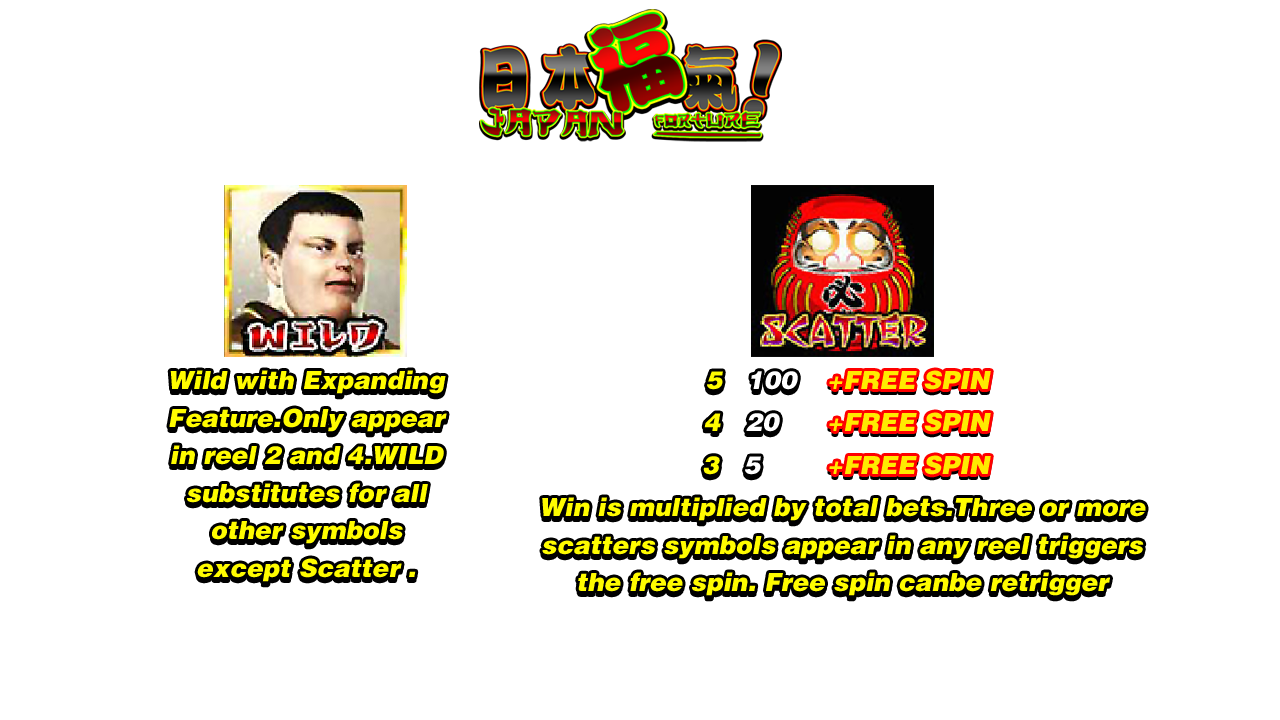 日本福氣!
JAPAN FORTURE
WILD
Wild with Expanding
Feature.Only appear
in reel 2 and 4.WILD
substitutes for all
other symbols
except Scatter .
必
SCATTER
5 100 +FREE SPIN
4 20 +FREE SPIN
3 5 +FREE SPIN
Win is multiplied by total bets.Three or more
scatters symbols appear in any reel triggers
the free spin. Free spin canbe retrigger